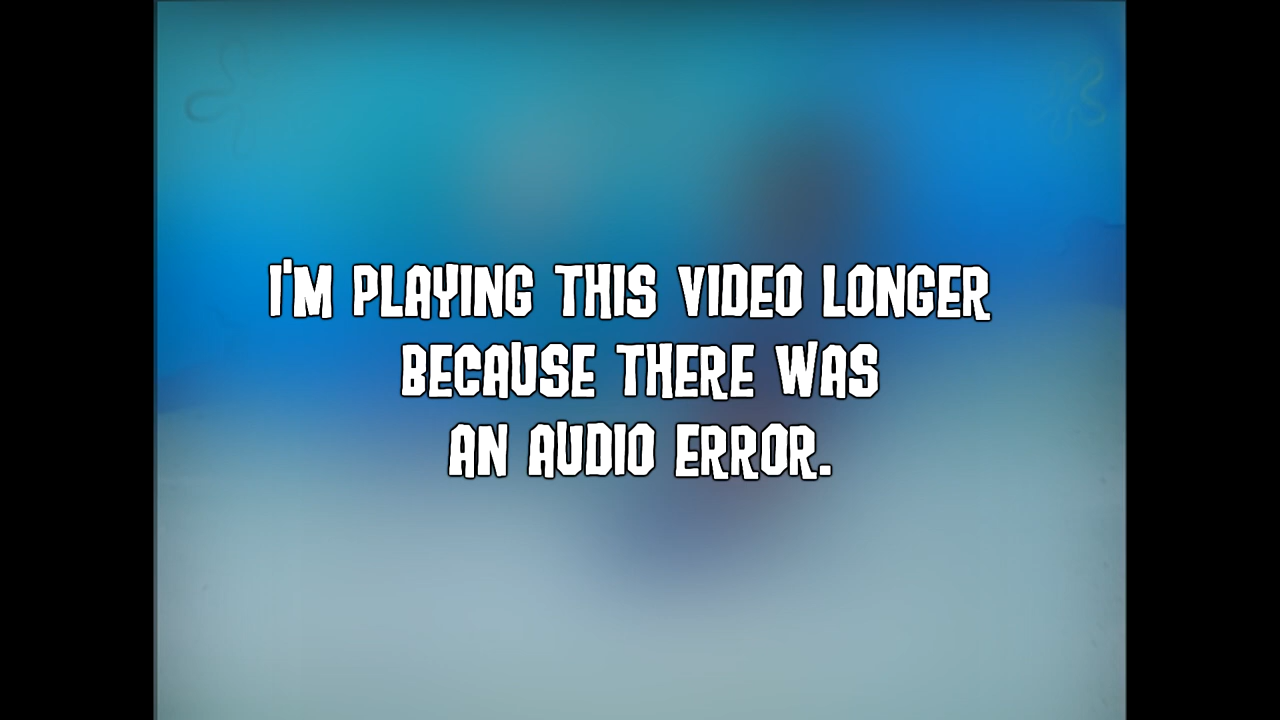 I'M PLAYING THIS VIDEO LONGER
BECAUSE THERE WAS
AN AUDIO ERROR.